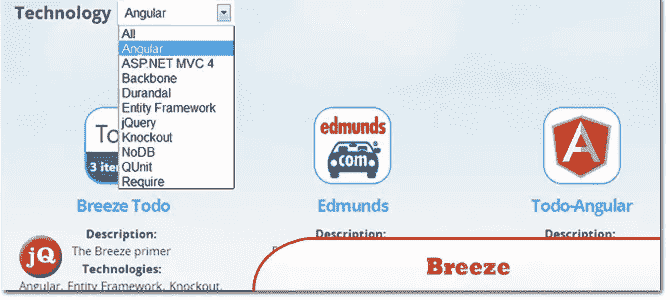 Technology Angular
All
Angular
ASP.NET MVC 4
Backbone
Durandal
Entity Framework
jQuery
Knockout
NoDB
QUnit
Require
To
3 ite
edmunds
.com
A
Breeze Todo Edmunds Todo-Angular
Description: Description: Description:
jQ The Breeze primer
Technologies:
Angular, Entity Framework, Knockout,
Breeze